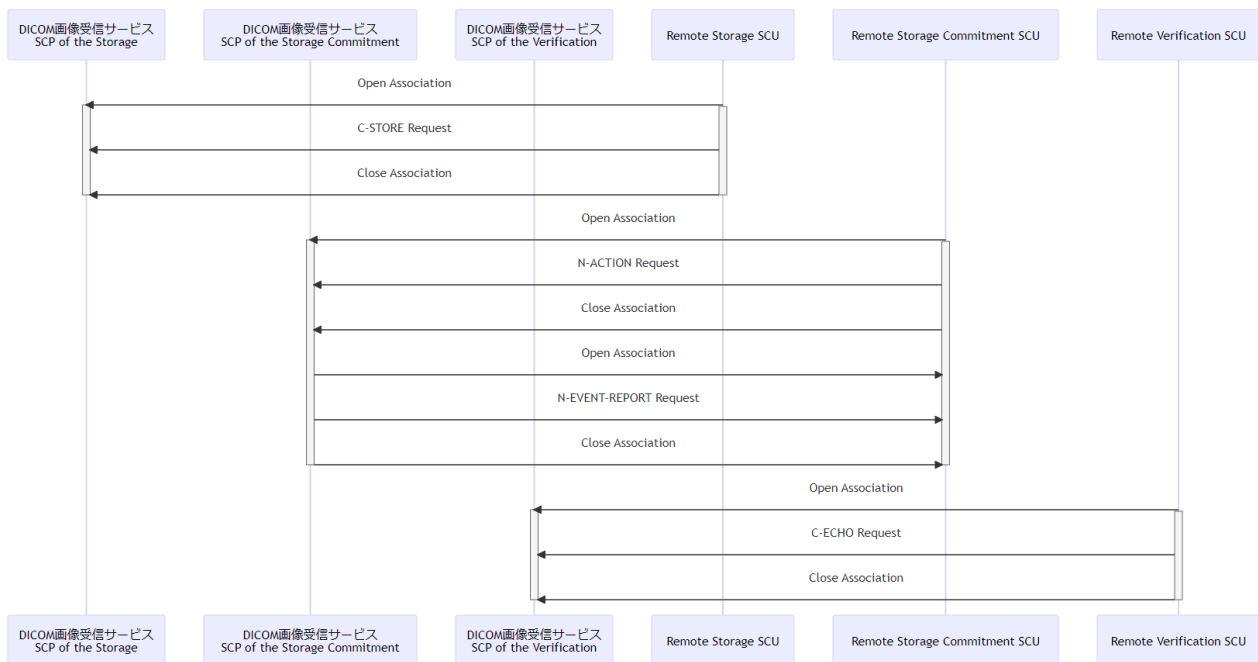 DICOM画像受信サービス
SCP of the Storage
DICOM画像受信サービス
SCP of the Storage Commitment
DICOM画像受信サービス
SCP of the Verification
Remote Storage SCU
Remote Storage Commitment SCU
Remote Verification SCU
Open Association
C-STORE Request
Close Association
Open Association
N-ACTION Request
Close Association
Open Association
N-EVENT-REPORT Request
Close Association
Open Association
C-ECHO Request
Close Association
DICOM画像受信サービス
SCP of the Storage
DICOM画像受信サービス
SCP of the Storage Commitment
DICOM画像受信サービス
SCP of the Verification
Remote Storage SCU
Remote Storage Commitment SCU
Remote Verification SCU